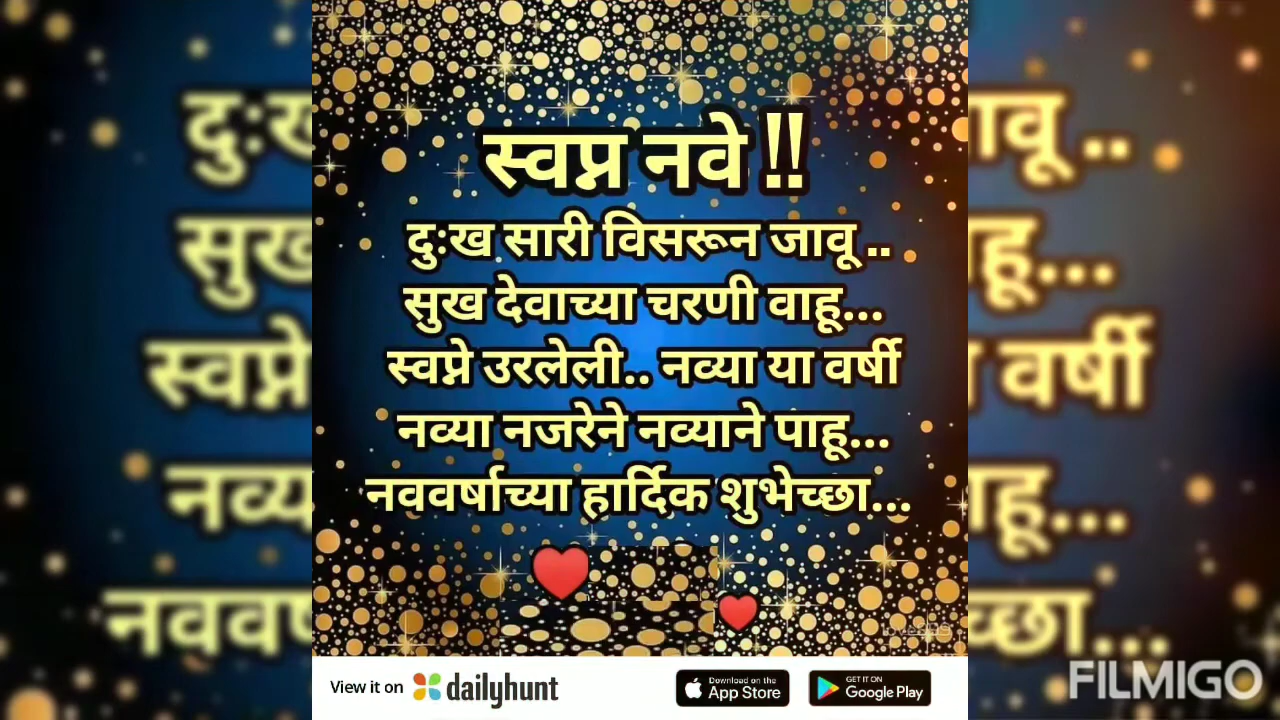 स्वप्न नवे !!
दुःख सारी विसरून जावू ..
सुख देवाच्या चरणी वाहू...
स्वप्ने उरलेली.. नव्या या वर्षी
नव्या नजरेने नव्याने पाहू...
नववर्षाच्या हार्दिक शुभेच्छा...
View it on dailyhunt
Download on the App Store
GET IT ON Google Play
FILMIGO